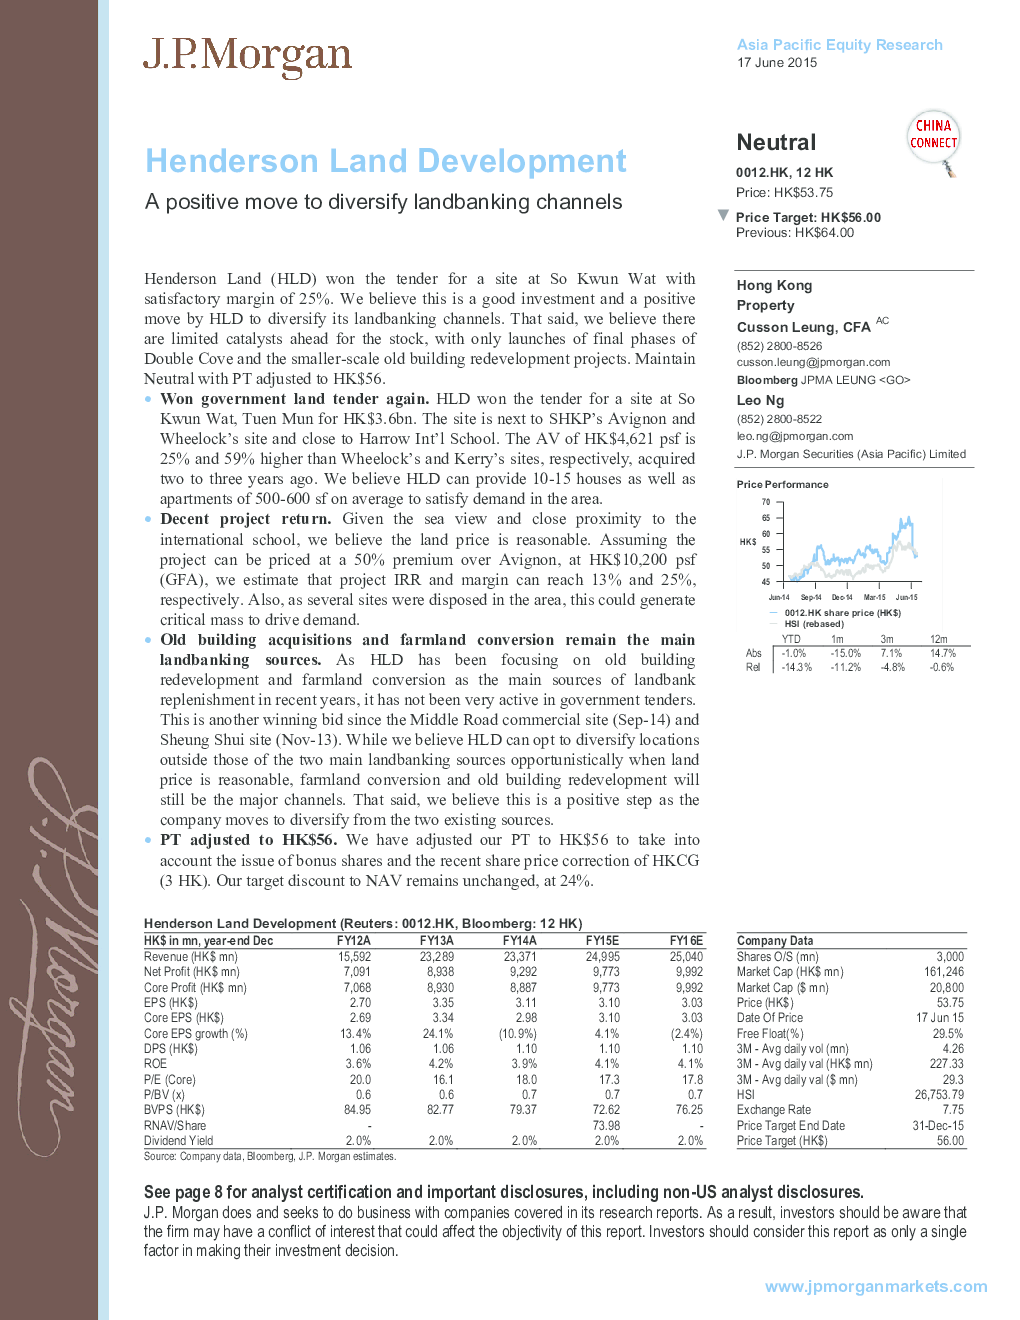 J.P.Morgan
Asia Pacific Equity Research
17 June 2015
Henderson Land Development
A positive move to diversify landbanking channels
Neutral
CHINA
CONNECT
0012.HK, 12 HK
Price: HK$53.75
▼ Price Target: HK$56.00
Previous: HK$64.00
Henderson Land (HLD) won the tender for a site at So Kwun Wat with
satisfactory margin of 25%. We believe this is a good investment and a positive
move by HLD to diversify its landbanking channels. That said, we believe there
are limited catalysts ahead for the stock, with only launches of final phases of
Double Cove and the smaller-scale old building redevelopment projects. Maintain
Neutral with PT adjusted to HK$56.
• Won government land tender again. HLD won the tender for a site at So
Kwun Wat, Tuen Mun for HK$3.6bn. The site is next to SHKP's Avignon and
Wheelock's site and close to Harrow Int'l School. The AV of HK$4,621 psf is
25% and 59% higher than Wheelock's and Kerry's sites, respectively, acquired
two to three years ago. We believe HLD can provide 10-15 houses as well as
apartments of 500-600 sf on average to satisfy demand in the area.
• Decent project return. Given the sea view and close proximity to the
international school, we believe the land price is reasonable. Assuming the
project can be priced at a 50% premium over Avignon, at HK$10,200 psf
(GFA), we estimate that project IRR and margin can reach 13% and 25%,
respectively. Also, as several sites were disposed in the area, this could generate
critical mass to drive demand.
• Old building acquisitions and farmland conversion remain the main
landbanking sources. As HLD has been focusing on old building
redevelopment and farmland conversion as the main sources of landbank
replenishment in recent years, it has not been very active in government tenders.
This is another winning bid since the Middle Road commercial site (Sep-14) and
Sheung Shui site (Nov-13). While we believe HLD can opt to diversify locations
outside those of the two main landbanking sources opportunistically when land
price is reasonable, farmland conversion and old building redevelopment will
still be the major channels. That said, we believe this is a positive step as the
company moves to diversify from the two existing sources.
• PT adjusted to HK$56. We have adjusted our PT to HK$56 to take into
account the issue of bonus shares and the recent share price correction of HKCG
(3 HK). Our target discount to NAV remains unchanged, at 24%.
Hong Kong
Property
Cusson Leung, CFA AC
(852) 2800-8526
cusson.leung@jpmorgan.com
Bloomberg JPMA LEUNG <GO>
Leo Ng
(852) 2800-8522
leo.ng@jpmorgan.com
J.P. Morgan Securities (Asia Pacific) Limited
Price Performance
70
65
60
HK$ 55
50
45
Jun-14 Sep-14 Dec-14 Mar-15 Jun-15
0012.HK share price (HK$)
HSI (rebased)
YTD 1m 3m 12m
Abs -1.0% -15.0% 7.1% 14.7%
Rel -14.3% -11.2% -4.8% -0.6%
J.P.Morgan
Henderson Land Development (Reuters: 0012.HK, Bloomberg: 12 HK)
HK$ in mn, year-end Dec FY12A FY13A FY14A FY15E FY16E
Revenue (HK$ mn) 15,592 23,289 23,371 24,995 25,040
Net Profit (HK$ mn) 7,091 8,938 9,292 9,773 9,992
Core Profit (HK$ mn) 7,068 8,930 8,887 9,773 9,992
EPS (HK$) 2.70 3.35 3.11 3.10 3.03
Core EPS (HK$) 2.69 3.34 2.98 3.10 3.03
Core EPS growth (%) 13.4% 24.1% (10.9%) 4.1% (2.4%)
DPS (HK$) 1.06 1.06 1.10 1.10 1.10
ROE 3.6% 4.2% 3.9% 4.1% 4.1%
P/E (Core) 20.0 16.1 18.0 17.3 17.8
P/BV (x) 0.6 0.6 0.7 0.7 0.7
BVPS (HK$) 84.95 82.77 79.37 72.62 76.25
RNAV/Share - 73.98 -
Dividend Yield 2.0% 2.0% 2.0% 2.0% 2.0%
Source: Company data, Bloomberg, J.P. Morgan estimates.
Company Data
Shares O/S (mn) 3,000
Market Cap (HK$ mn) 161,246
Market Cap ($ mn) 20,800
Price (HK$) 53.75
Date Of Price 17 Jun 15
Free Float(%) 29.5%
3M - Avg daily vol (mn) 4.26
3M - Avg daily val (HK$ mn) 227.33
3M - Avg daily val ($ mn) 29.3
HSI 26,753.79
Exchange Rate 7.75
Price Target End Date 31-Dec-15
Price Target (HK$) 56.00
See page 8 for analyst certification and important disclosures, including non-US analyst disclosures.
J.P. Morgan does and seeks to do business with companies covered in its research reports. As a result, investors should be aware that
the firm may have a conflict of interest that could affect the objectivity of this report. Investors should consider this report as only a single
factor in making their investment decision.
www.jpmorganmarkets.com